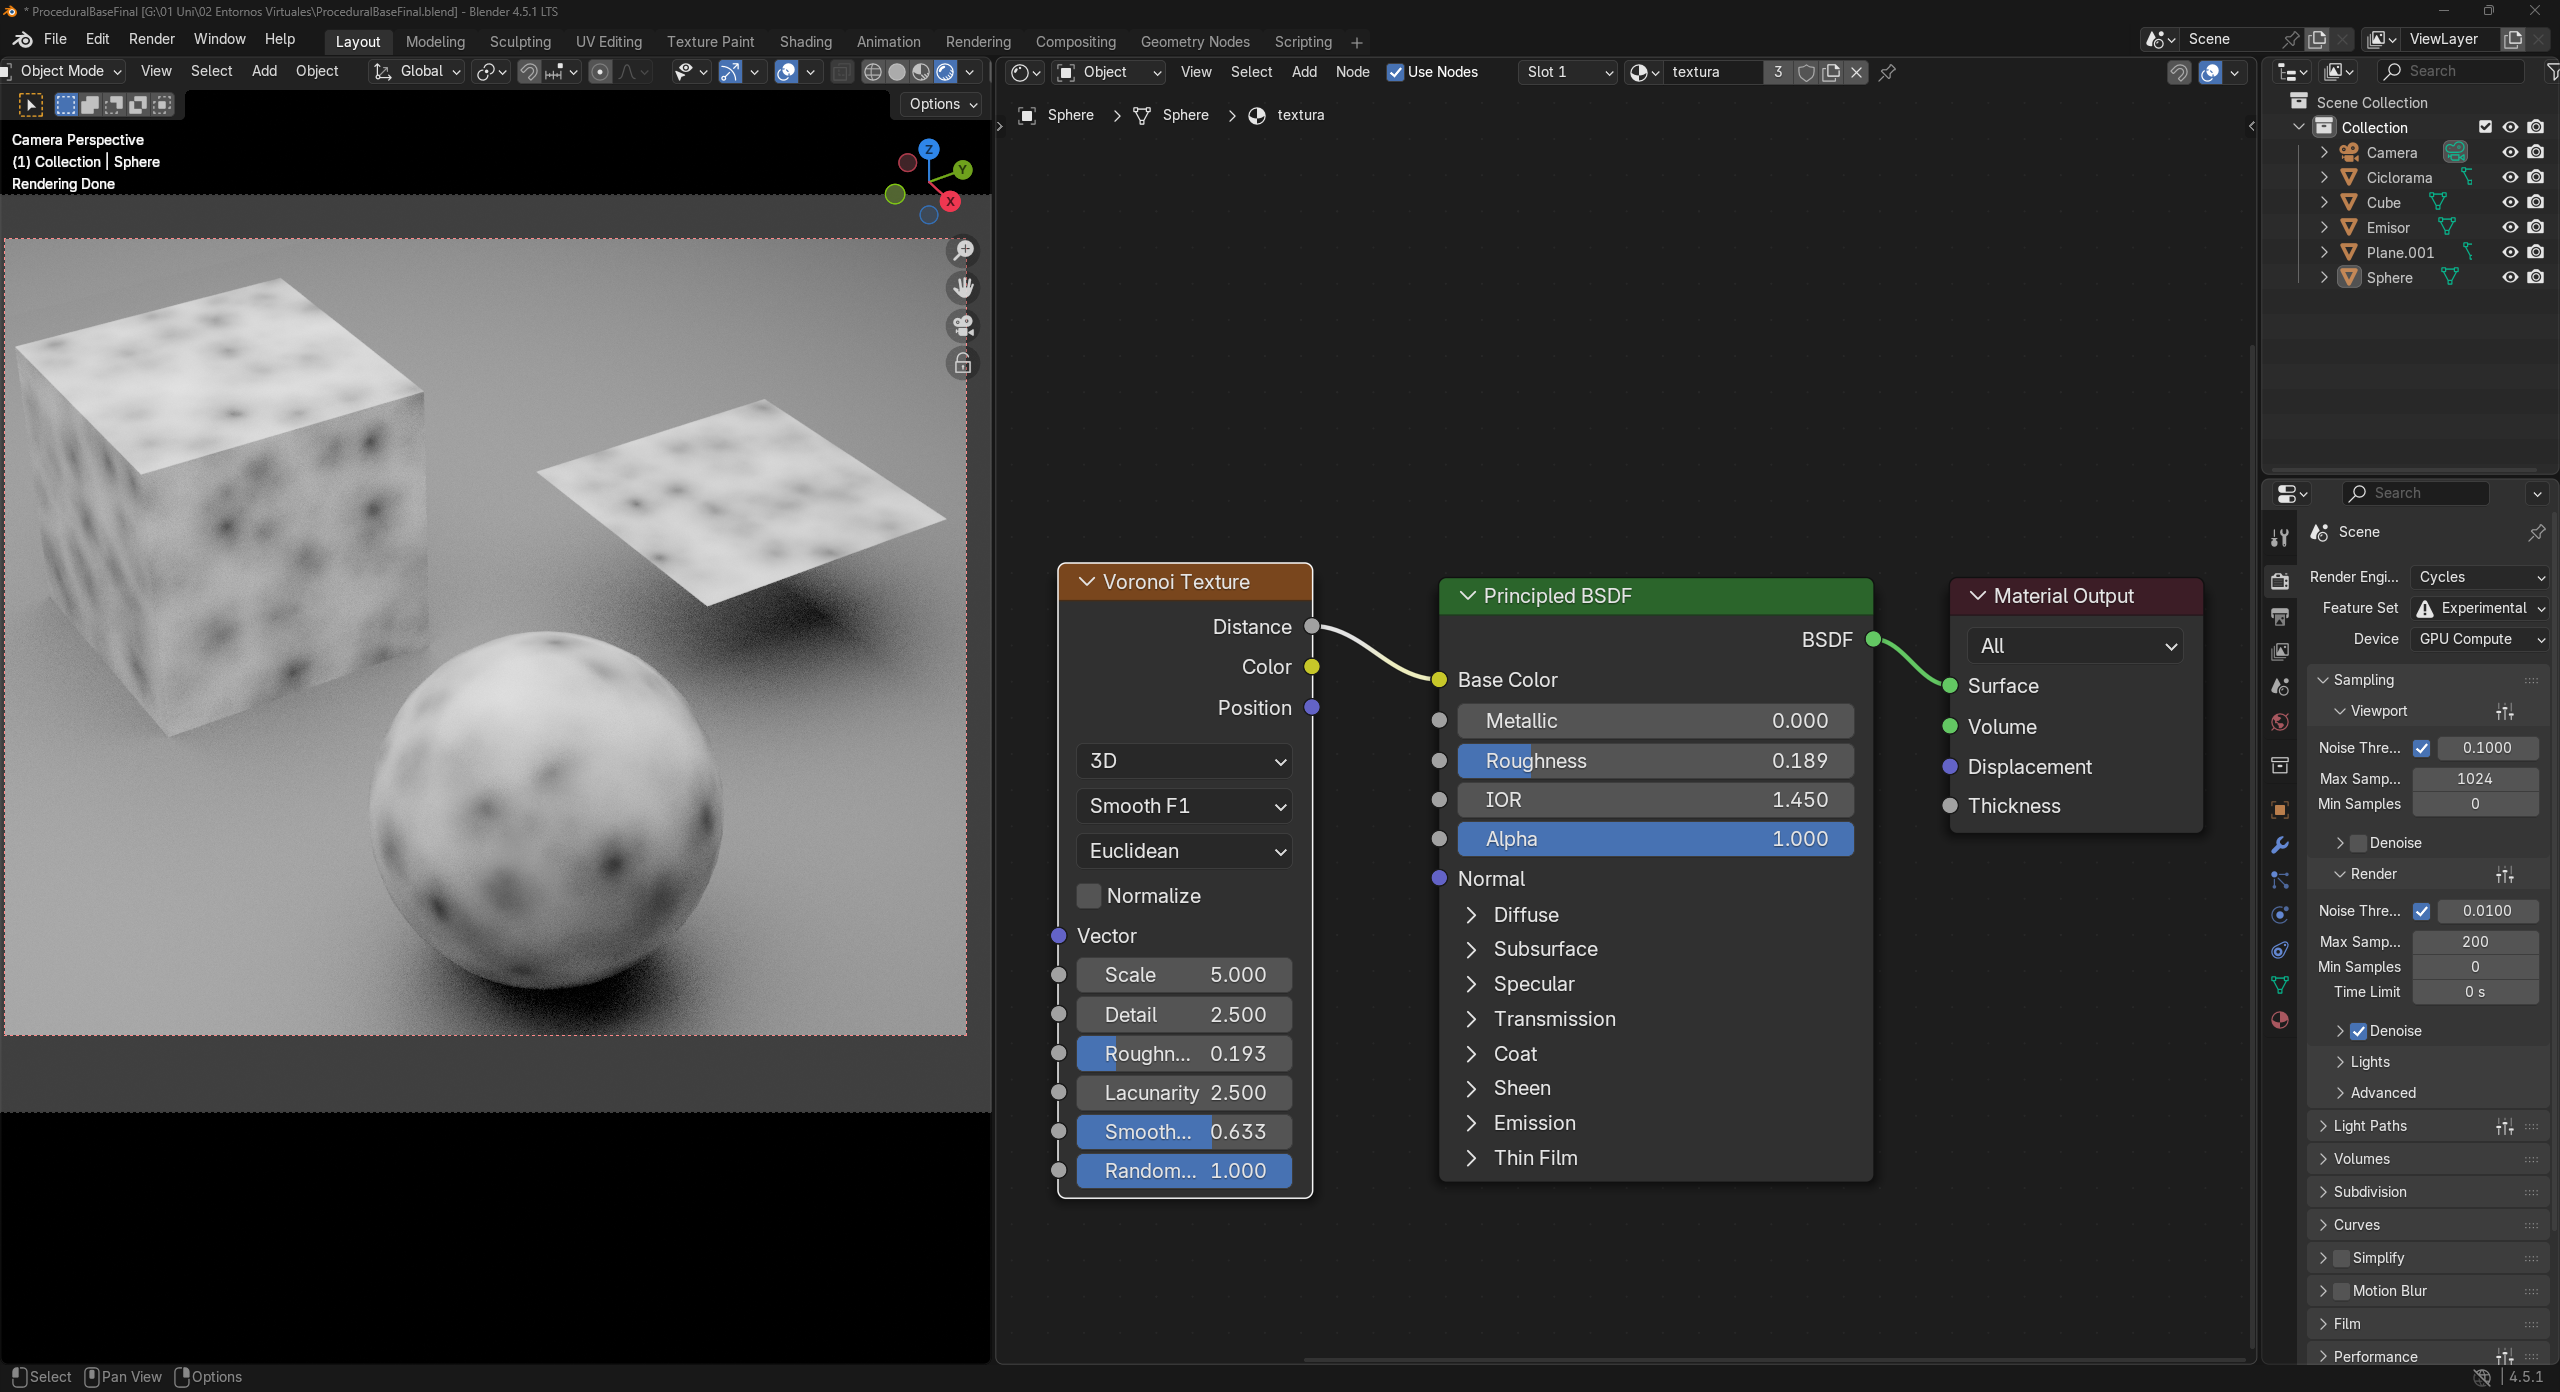 * ProceduralBaseFinal [G:\01 Uni\02 Entornos Virtuales\ProceduralBaseFinal.blend] - Blender 4.5.1 LTS
File Edit Render Window Help Layout Modeling Sculpting UV Editing Texture Paint Shading Animation Rendering Compositing Geometry Nodes Scripting + Scene ViewLayer
Object Mode View Select Add Object Global
Options
Camera Perspective
(1) Collection | Sphere
Rendering Done
Z
Y
X
Object View Select Add Node Use Nodes Slot 1 textura 3
Sphere > Sphere > textura
Voronoi Texture
Distance
Color
Position
3D
Smooth F1
Euclidean
Normalize
Vector
Scale 5.000
Detail 2.500
Roughn... 0.193
Lacunarity 2.500
Smooth... 0.633
Random... 1.000
Principled BSDF
BSDF
Base Color
Metallic 0.000
Roughness 0.189
IOR 1.450
Alpha 1.000
Normal
Diffuse
Subsurface
Specular
Transmission
Coat
Sheen
Emission
Thin Film
Material Output
All
Surface
Volume
Displacement
Thickness
Search
Scene Collection
Collection
Camera
Ciclorama
Cube
Emisor
Plane.001
Sphere
Search
Scene
Render Engi... Cycles
Feature Set Experimental
Device GPU Compute
Sampling
Viewport
Noise Thre... 0.1000
Max Samp... 1024
Min Samples 0
Denoise
Render
Noise Thre... 0.0100
Max Samp... 200
Min Samples 0
Time Limit 0 s
Denoise
Lights
Advanced
Light Paths
Volumes
Subdivision
Curves
Simplify
Motion Blur
Film
Performance
Select Pan View Options 4.5.1